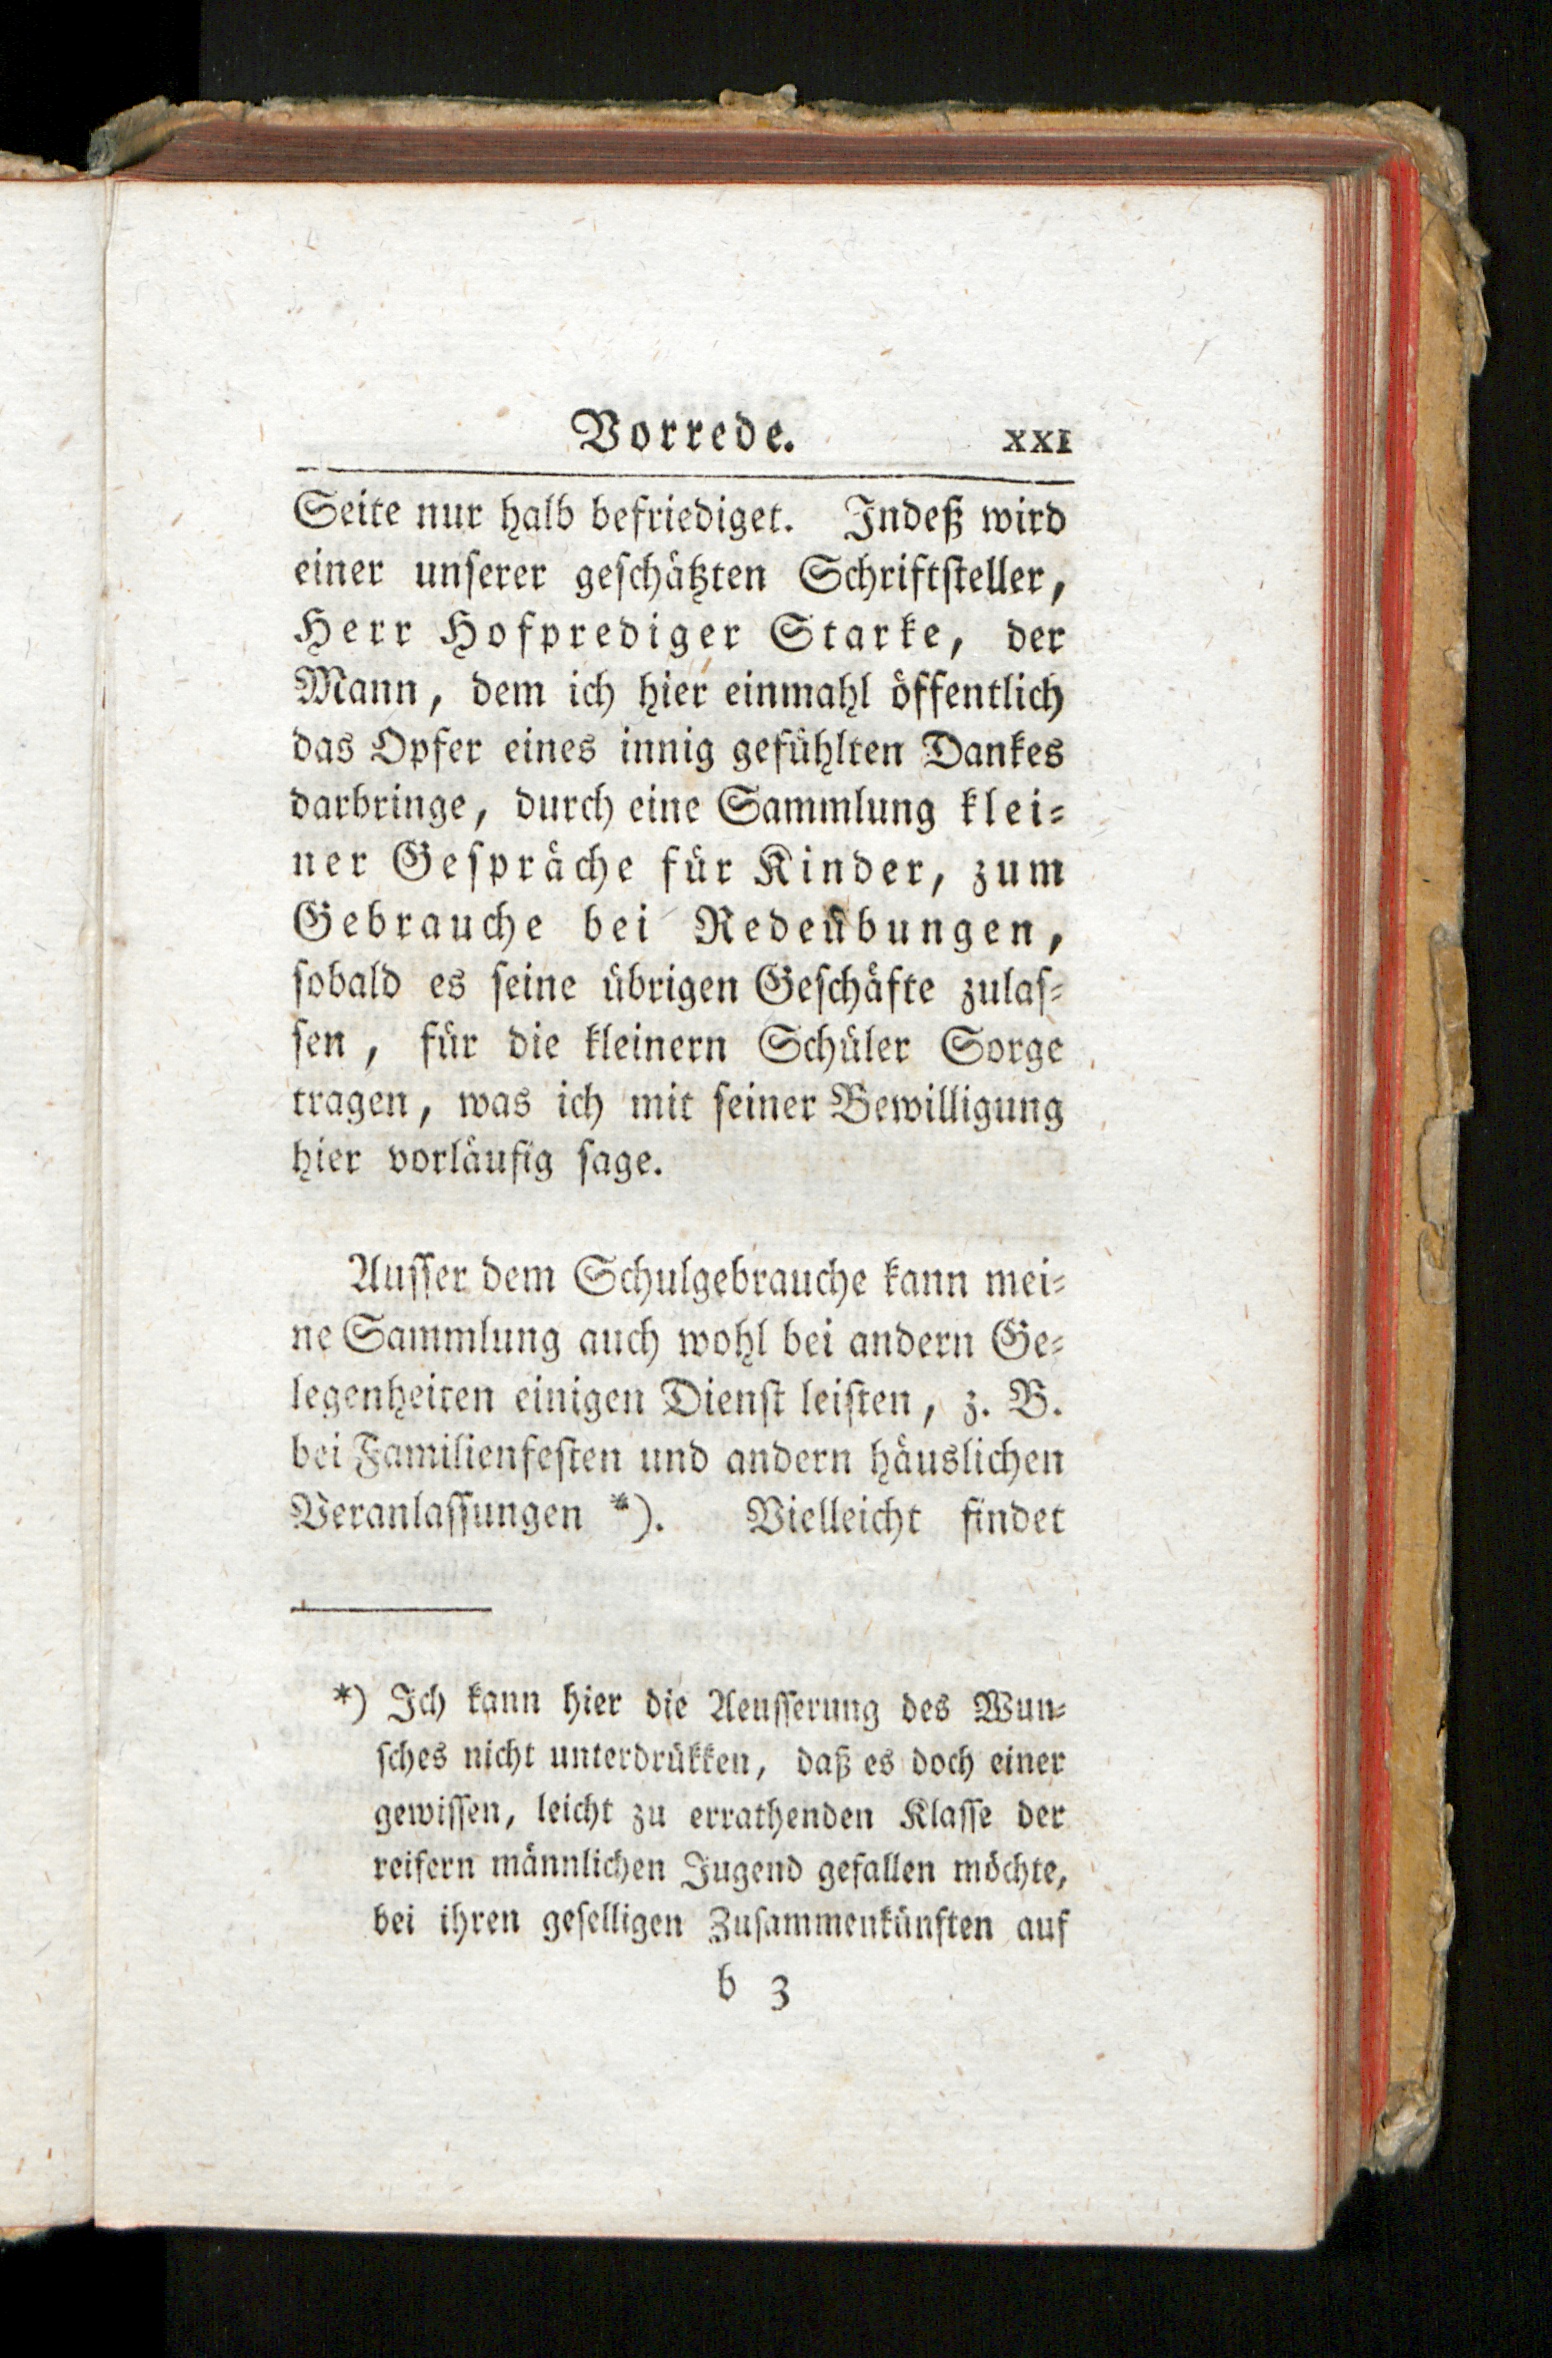 Vorrede. XXI
Seite nur halb befriediget. Indeß wird
einer unſerer geſchätzten Schriftſteller,
Herr Hofprediger Starke, der
Mann, dem ich hier einmahl öffentlich
das Opfer eines innig gefühlten Dankes
darbringe, durch eine Sammlung klei-
ner Geſpräche für Kinder, zum
Gebrauche bei Redeübungen,
ſobald es ſeine übrigen Geſchäfte zulaſ-
ſen, für die kleinern Schüler Sorge
tragen, was ich mit ſeiner Bewilligung
hier vorläufig ſage.
Auſſer dem Schulgebrauche kann mei-
ne Sammlung auch wohl bei andern Ge-
legenheiten einigen Dienſt leiſten, z. B.
bei Familienfeſten und andern häuslichen
Veranlaſſungen *). Vielleicht findet
*) Ich kann hier die Aeuſſerung des Wun-
ſches nicht unterdrükken, daß es doch einer
gewiſſen, leicht zu errathenden Klaſſe der
reifern männlichen Jugend gefallen möchte,
bei ihren geſelligen Zuſammenkünften auf
b 3